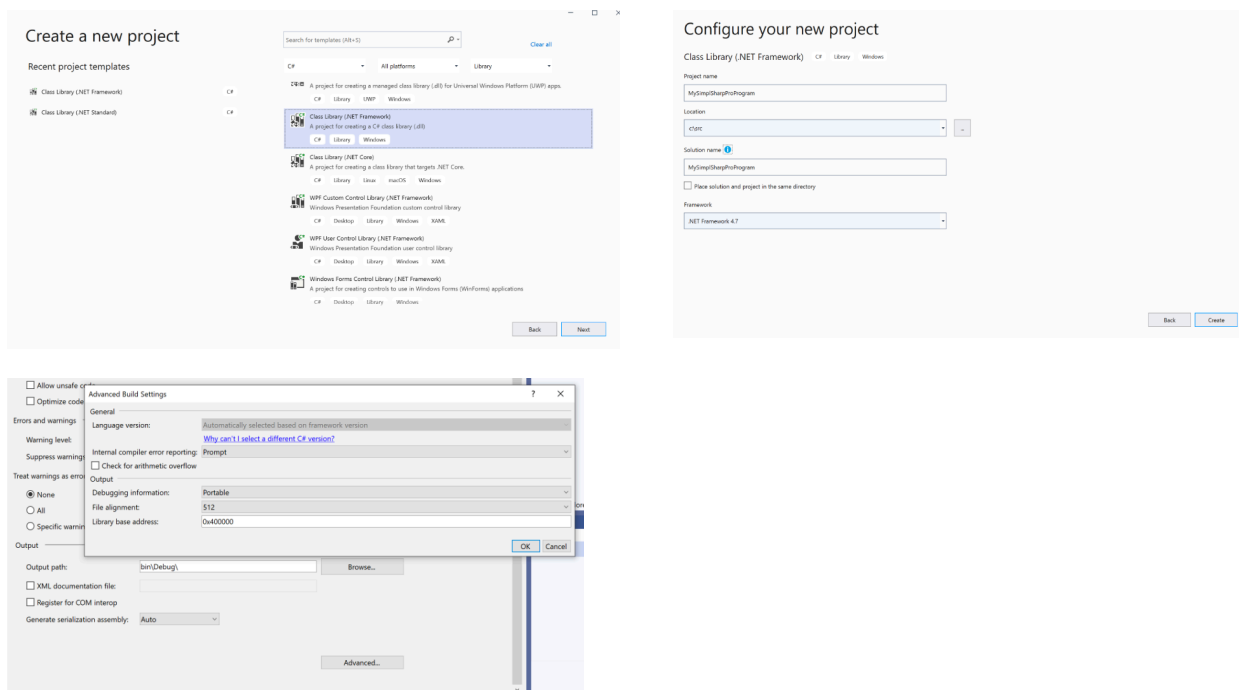 Create a new project
Search for templates (Alt+S)
Clear all
Recent project templates
C# All platforms Library
Class Library (.NET Framework) C#
Class Library (.NET Standard) C#
A project for creating a managed class library (.dll) for Universal Windows Platform (UWP) apps.
C# Library UWP Windows
Class Library (.NET Framework)
A project for creating a C# class library (.dll)
C# Library Windows
Class Library (.NET Core)
A project for creating a class library that targets .NET Core.
C# Library Linux macOS Windows
WPF Custom Control Library (.NET Framework)
Windows Presentation Foundation custom control library
C# Desktop Library Windows XAML
WPF User Control Library (.NET Framework)
Windows Presentation Foundation user control library
C# Desktop Library Windows XAML
Windows Forms Control Library (.NET Framework)
A project for creating controls to use in Windows Forms (WinForms) applications
C# Desktop Library Windows
Back Next
Configure your new project
Class Library (.NET Framework) C# Library Windows
Project name
MySimplSharpProProgram
Location
c:\src
...
Solution name
MySimplSharpProProgram
Place solution and project in the same directory
Framework
.NET Framework 4.7
Back Create
Allow unsafe
Optimize code
Errors and warnings
Warning level:
Suppress warnings
Treat warnings as
None
All
Specific
Output
Advanced Build Settings
? X
General
Language version: Automatically selected based on framework version
Why can't I select a different C# version?
Internal compiler error reporting: Prompt
Check for arithmetic overflow
Output
Debugging information: Portable
File alignment: 512
Library base address: 0x400000
OK Cancel
Output path: bin\Debug\ Browse...
XML documentation file:
Register for COM interop
Generate serialization assembly: Auto
Advanced...